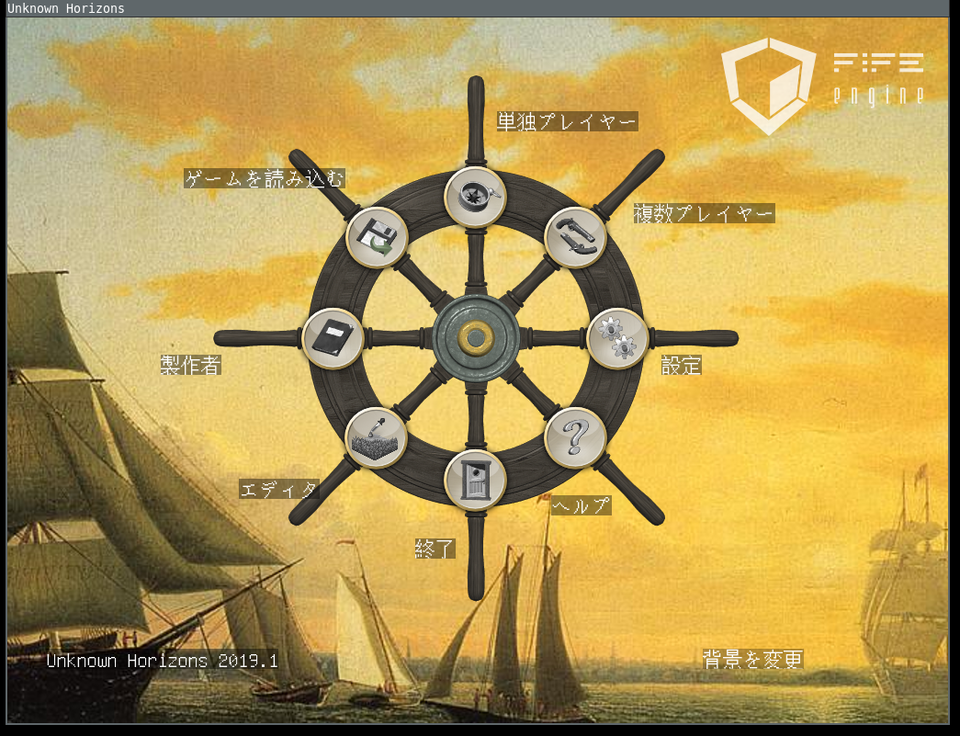 Unknown Horizons
FIFE
engine
単独プレイヤー
ゲームを読み込む
複数プレイヤー
製作者
設定
エディタ
ヘルプ
終了
Unknown Horizons 2019.1
背景を変更